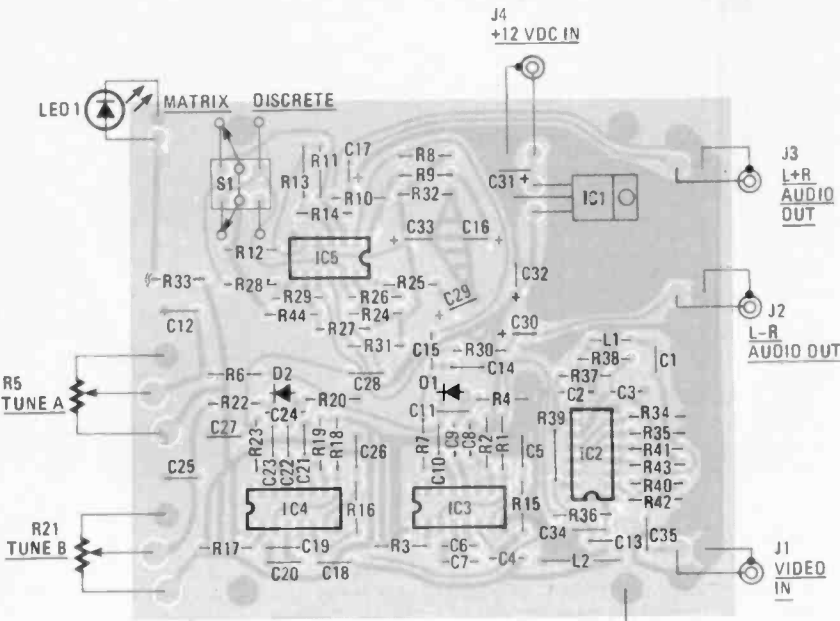 J4
+12 VDC IN
LED1
MATRIX DISCRETE
S1
R11
C17
R13
R10
R14
R8
R9
R32
C31 +
IC1
J3
L+R
AUDIO
OUT
R12
IC5
C33
C16
R33
R28
R29
R44
R26
R24
R25
R27
R31
C29
C32
C30
C12
J2
L-R
AUDIO OUT
R5
TUNE A
R6
D2
C28
C15
R30
C14
D1
L1
R38
R37
C1
C2
C3
R22
C24
R20
C11
R4
R39
R34
R35
R41
R43
R40
R42
C27
R23
C23
C22
C21
R19
R18
C26
R7
C10
C9
C8
R2
R1
C5
IC2
C25
IC4
R16
IC3
R15
R36
R21
TUNE B
R17
C19
C20
C18
R3
C6
C7
C4
C34
C13
C35
L2
J1
VIDEO
IN